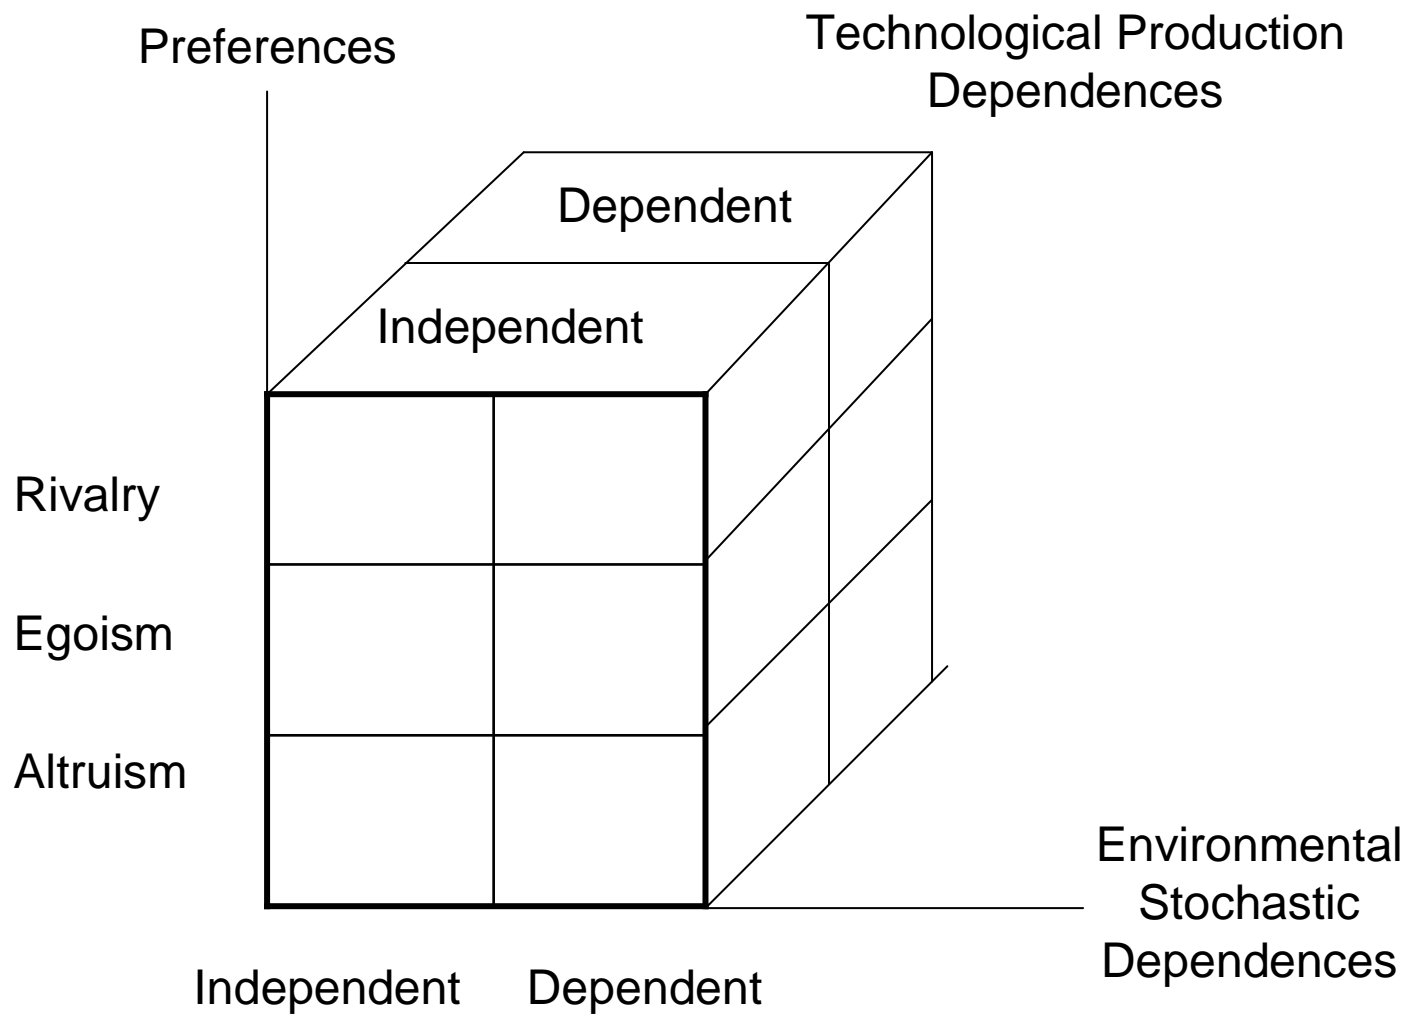 Preferences
Technological Production
Dependences
Dependent
Independent
Rivalry
Egoism
Altruism
Environmental
Stochastic
Dependences
Independent
Dependent